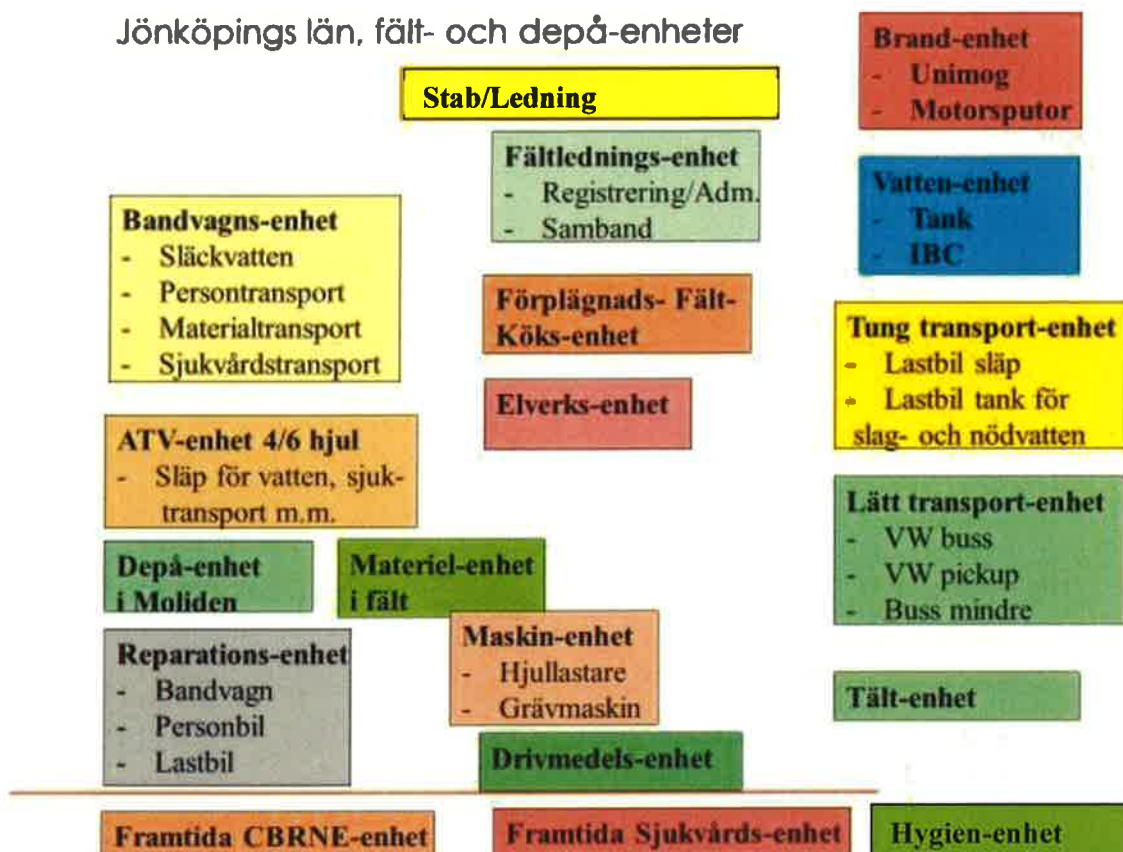 Jönköpings län, fält- och depå-enheter
Stab/Ledning
Fältlednings-enhet
- Registrering/Adm.
- Samband
Bandvagns-enhet
- Släckvatten
- Persontransport
- Materialtransport
- Sjukvårdstransport
Förplägnads- Fält-
Köks-enhet
Elverks-enhet
ATV-enhet 4/6 hjul
- Släp för vatten, sjuk-
transport m.m.
Depå-enhet
i Moliden
Materiel-enhet
i fält
Reparations-enhet
- Bandvagn
- Personbil
- Lastbil
Maskin-enhet
- Hjullastare
- Grävmaskin
Drivmedels-enhet
Brand-enhet
- Unimog
- Motorsputor
Vatten-enhet
- Tank
- IBC
Tung transport-enhet
- Lastbil släp
- Lastbil tank för
slag- och nödvatten
Lätt transport-enhet
- VW buss
- VW pickup
- Buss mindre
Tält-enhet
Framtida CBRNE-enhet
Framtida Sjukvårds-enhet
Hygien-enhet